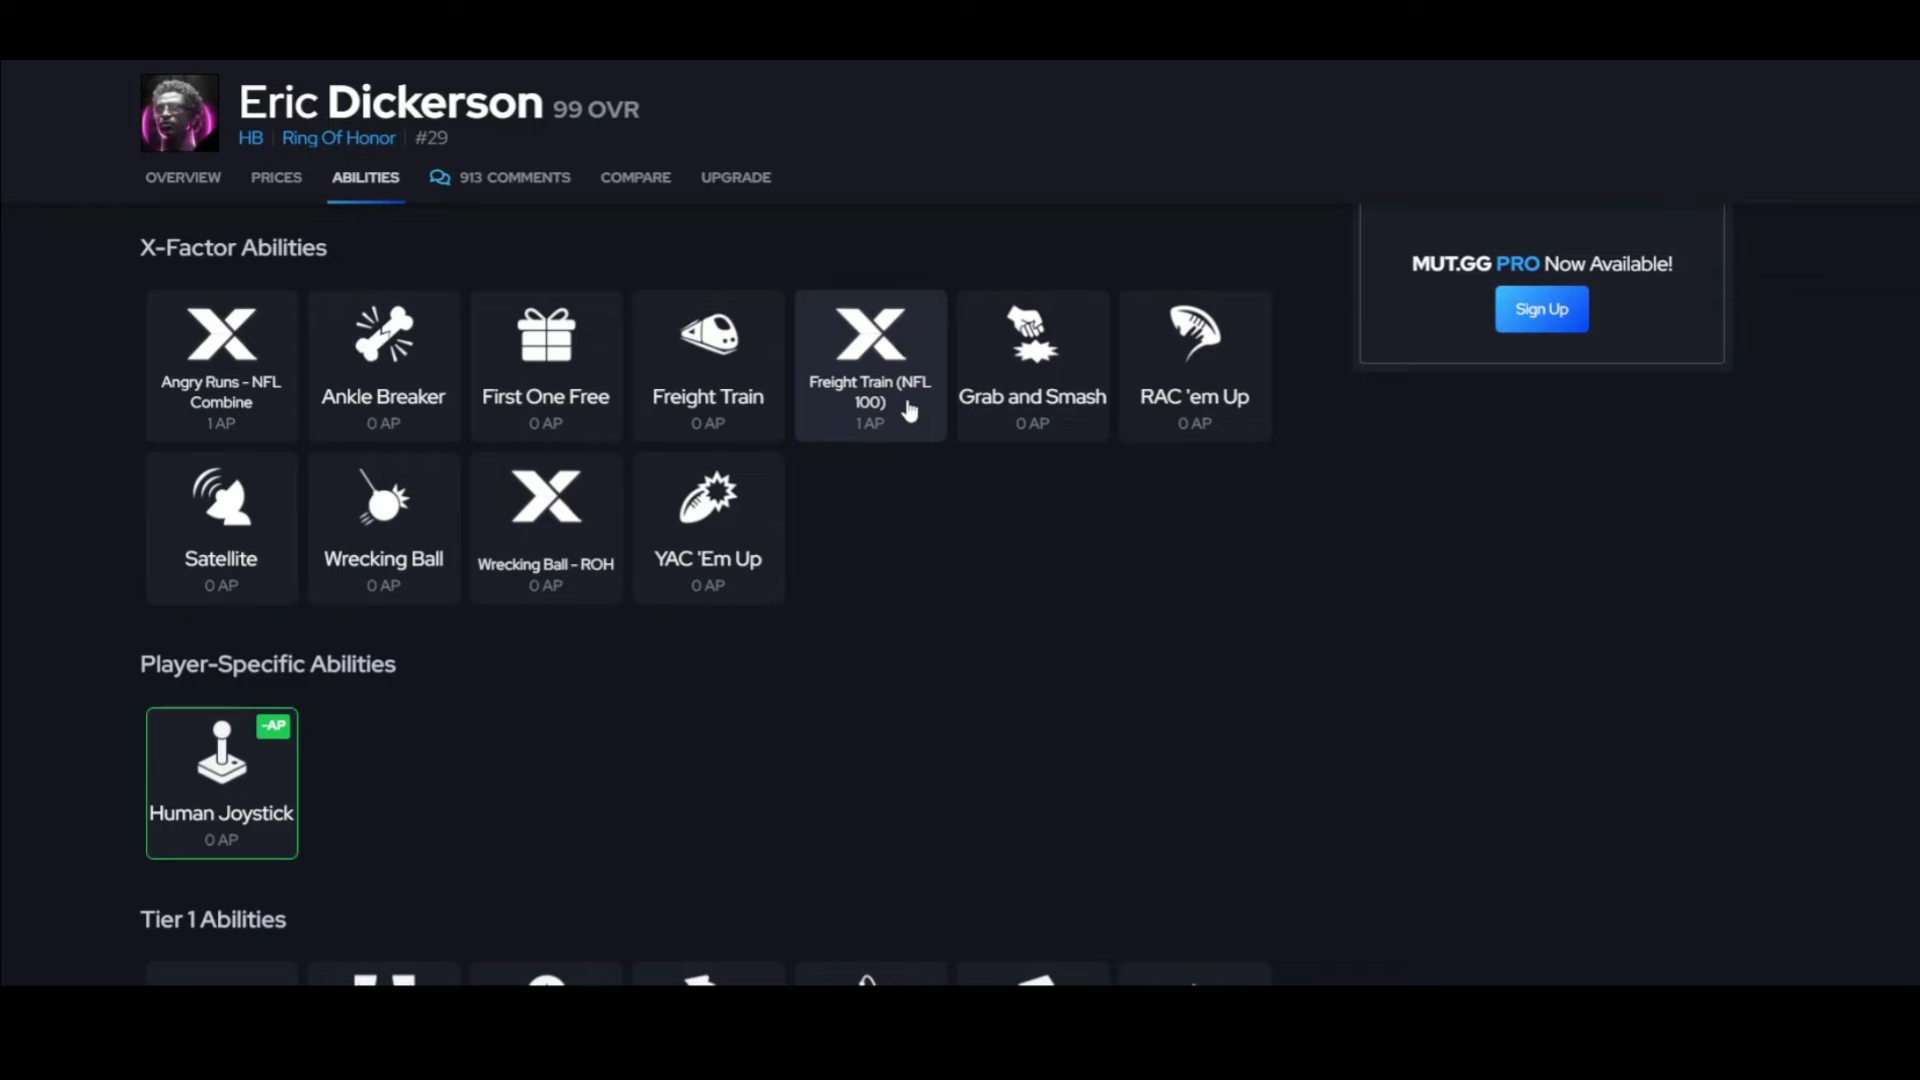 Eric Dickerson 99 OVR
HB | Ring Of Honor | #29
OVERVIEW PRICES ABILITIES 913 COMMENTS COMPARE UPGRADE
X-Factor Abilities
MUT.GG PRO Now Available!
Sign Up
Angry Runs - NFL Combine
1 AP
Ankle Breaker
0 AP
First One Free
0 AP
Freight Train
0 AP
Freight Train (NFL 100)
1 AP
Grab and Smash
0 AP
RAC 'em Up
0 AP
Satellite
0 AP
Wrecking Ball
0 AP
Wrecking Ball - ROH
0 AP
YAC 'Em Up
0 AP
Player-Specific Abilities
-AP
Human Joystick
0 AP
Tier 1 Abilities